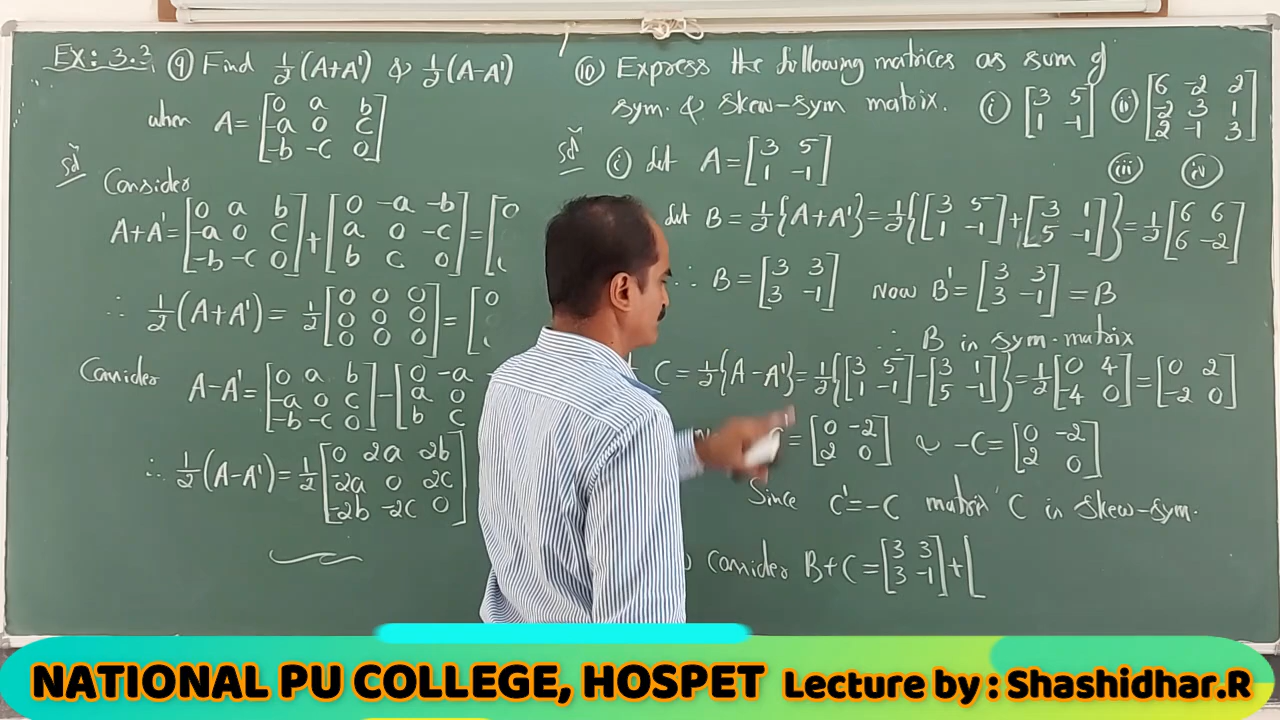 EX: 3.3 ⑨ Find 1/2(A+A') & 1/2(A-A')
when A = [0 a b; -a 0 c; -b -c 0]
Consider
A+A' = [0 a b; -a 0 c; -b -c 0] + [0 -a -b; a 0 -c; b c 0] = [0
∴ 1/2(A+A') = 1/2 [0 0 0; 0 0 0; 0 0 0] = [0 0
Consider A-A' = [0 a b; -a 0 c; -b -c 0] - [0 -a; a 0; b c
∴ 1/2(A-A') = 1/2 [0 2a 2b; -2a 0 2c; -2b -2c 0]
⑩ Express the following matrices as sum of
sym. & skew-sym matrix. (i) [3 5; 1 -1] (ii) [6 -2 2; -2 3 1; 2 -1 3]
(iii) (iv)
(i) let A = [3 5; 1 -1]
let B = 1/2{A+A'} = 1/2{[3 5; 1 -1] + [3 1; 5 -1]} = 1/2 [6 6; 6 -2]
∴ B = [3 3; 3 -1] Now B' = [3 3; 3 -1] = B
∴ B is sym. matrix
C = 1/2{A-A'} = 1/2{[3 5; 1 -1] - [3 1; 5 -1]} = 1/2 [0 4; -4 0] = [0 2; -2 0]
' = [0 -2; 2 0] & -C = [0 -2; 2 0]
Since C' = -C matrix C is skew-sym.
Consider B+C = [3 3; 3 -1] + [
NATIONAL PU COLLEGE, HOSPET Lecture by : Shashidhar.R